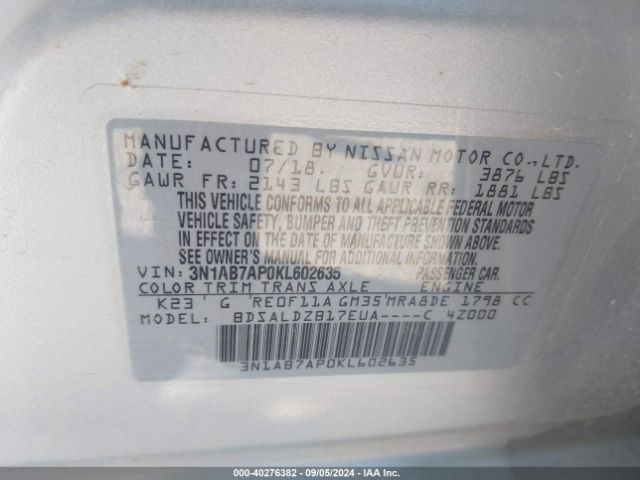 MANUFACTURED BY NISSAN MOTOR CO.,LTD.
DATE: 07/18. GVWR: 3876 LBS
GAWR FR: 2143 LBS GAWR RR: 1881 LBS
THIS VEHICLE CONFORMS TO ALL APPLICABLE FEDERAL MOTOR
VEHICLE SAFETY, BUMPER AND THEFT PREVENTION STANDARDS
IN EFFECT ON THE DATE OF MANUFACTURE SHOWN ABOVE.
SEE OWNER'S MANUAL FOR ADDITIONAL INFORMATION.
VIN: 3N1AB7AP0KL602635 PASSENGER CAR.
COLOR TRIM TRANS AXLE ENGINE
K23 ' G 'RE0F11A GM35'MRA8DE 1798 CC
MODEL: BDSALDZB17EUA----C 4Z000
3N1AB7AP0KL602635
000-40276382 - 09/05/2024 - IAA Inc.